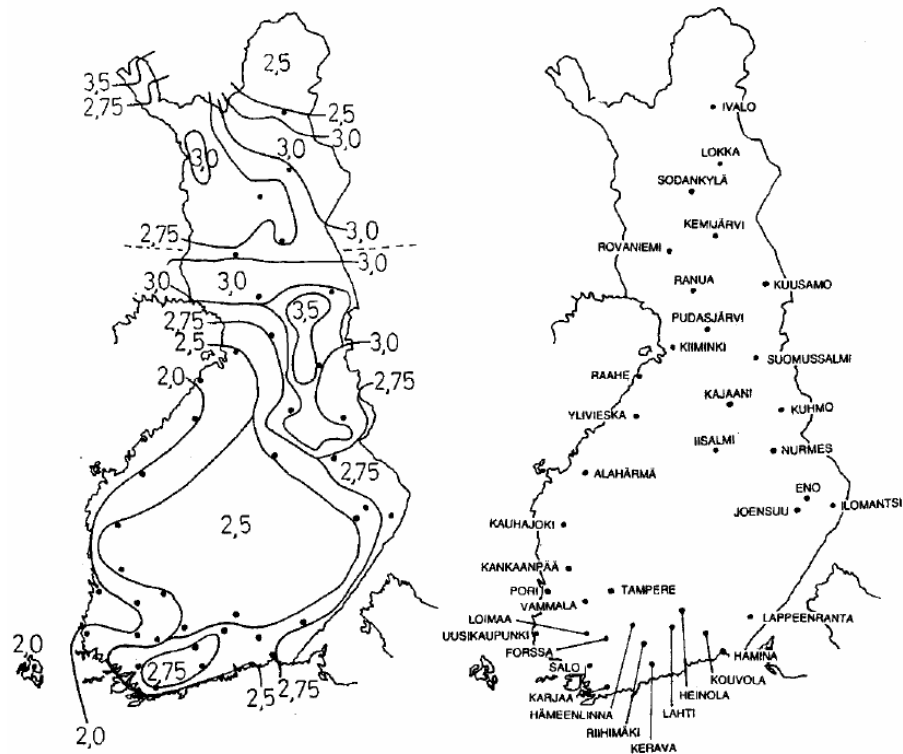 2,5
3,5
2,75
2,5
3,0
3,0
3,0
2,75
3,0
3,0
3,0
3,0
3,5
2,75
2,5
3,0
2,0
2,75
2,75
2,5
2,0
2,75
2,5
2,75
2,0
IVALO
LOKKA
SODANKYLÄ
KEMIJÄRVI
ROVANIEMI
RANUA
KUUSAMO
PUDASJÄRVI
KIIMINKI
SUOMUSSALMI
RAAHE
KAJAANI
YLIVIESKA
KUHMO
IISALMI
NURMES
ALAHÄRMÄ
ENO
JOENSUU
ILOMANTSI
KAUHAJOKI
KANKAANPÄÄ
PORI
TAMPERE
VAMMALA
LOIMAA
LAPPEENRANTA
UUSIKAUPUNKI
FORSSA
HAMINA
SALO
KOUVOLA
KARJAA
HEINOLA
HÄMEENLINNA
LAHTI
RIIHIMÄKI
KERAVA